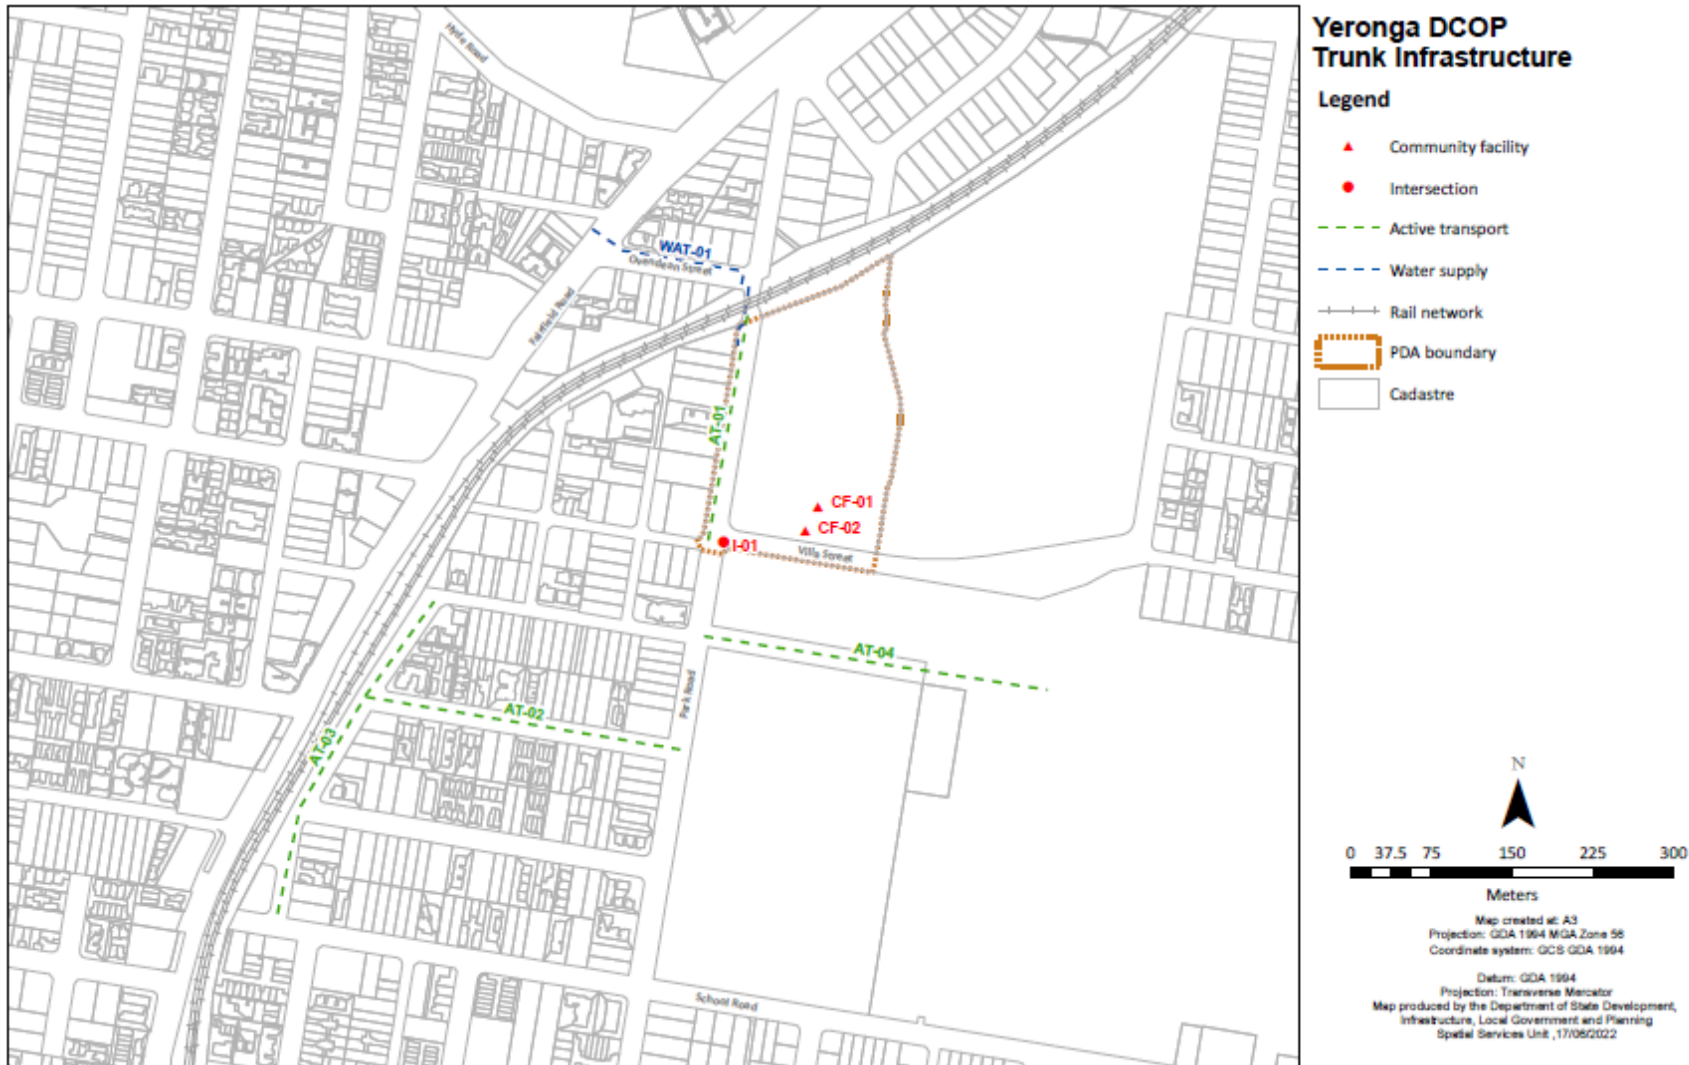 Yeronga DCOP
Trunk Infrastructure
Legend
Community facility
Intersection
Active transport
Water supply
Rail network
PDA boundary
Cadastre
Hyde Road
WAT-01
Ovendean Street
Fairfield Road
AT-01
CF-01
CF-02
I-01
Villa Street
AT-04
Park Road
AT-02
AT-03
School Road
N
0 37.5 75 150 225 300
Meters
Map created at: A3
Projection: GDA 1994 MGA Zone 56
Coordinate system: GCS GDA 1994
Datum: GDA 1994
Projection: Transverse Mercator
Map produced by the Department of State Development,
Infrastructure, Local Government and Planning
Spatial Services Unit ,17/06/2022